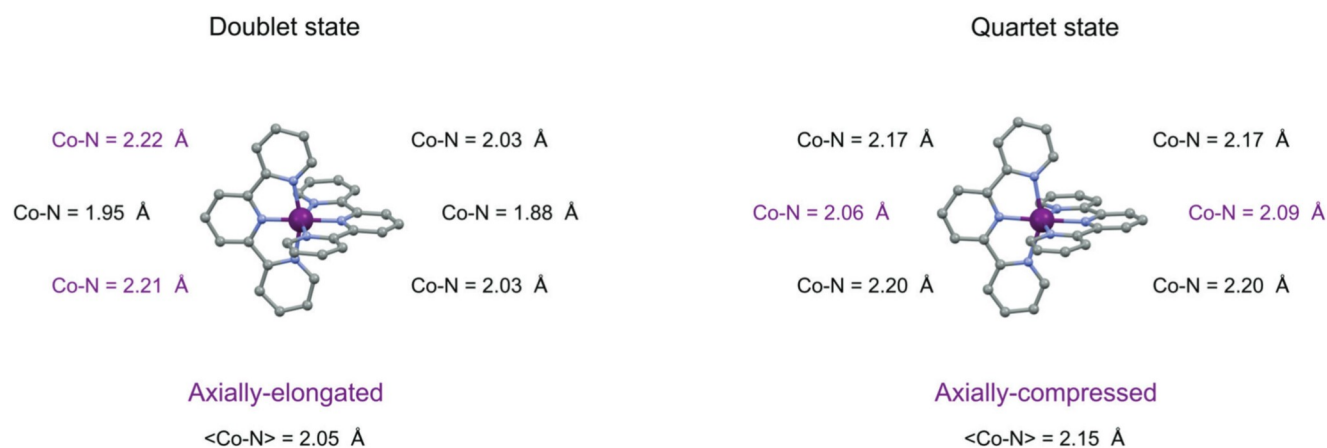 Doublet state
Quartet state
Co-N = 2.22 Å
Co-N = 2.03 Å
Co-N = 2.17 Å
Co-N = 2.17 Å
Co-N = 1.95 Å
Co-N = 1.88 Å
Co-N = 2.06 Å
Co-N = 2.09 Å
Co-N = 2.21 Å
Co-N = 2.03 Å
Co-N = 2.20 Å
Co-N = 2.20 Å
Axially-elongated
Axially-compressed
<Co-N> = 2.05 Å
<Co-N> = 2.15 Å